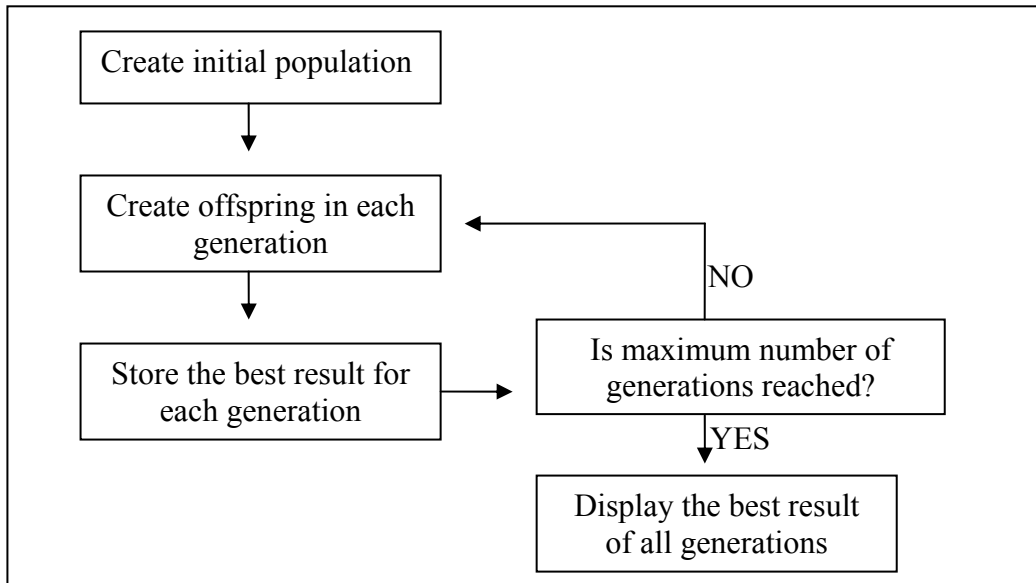 Create initial population
Create offspring in each
generation
NO
Store the best result for
each generation
Is maximum number of
generations reached?
YES
Display the best result
of all generations